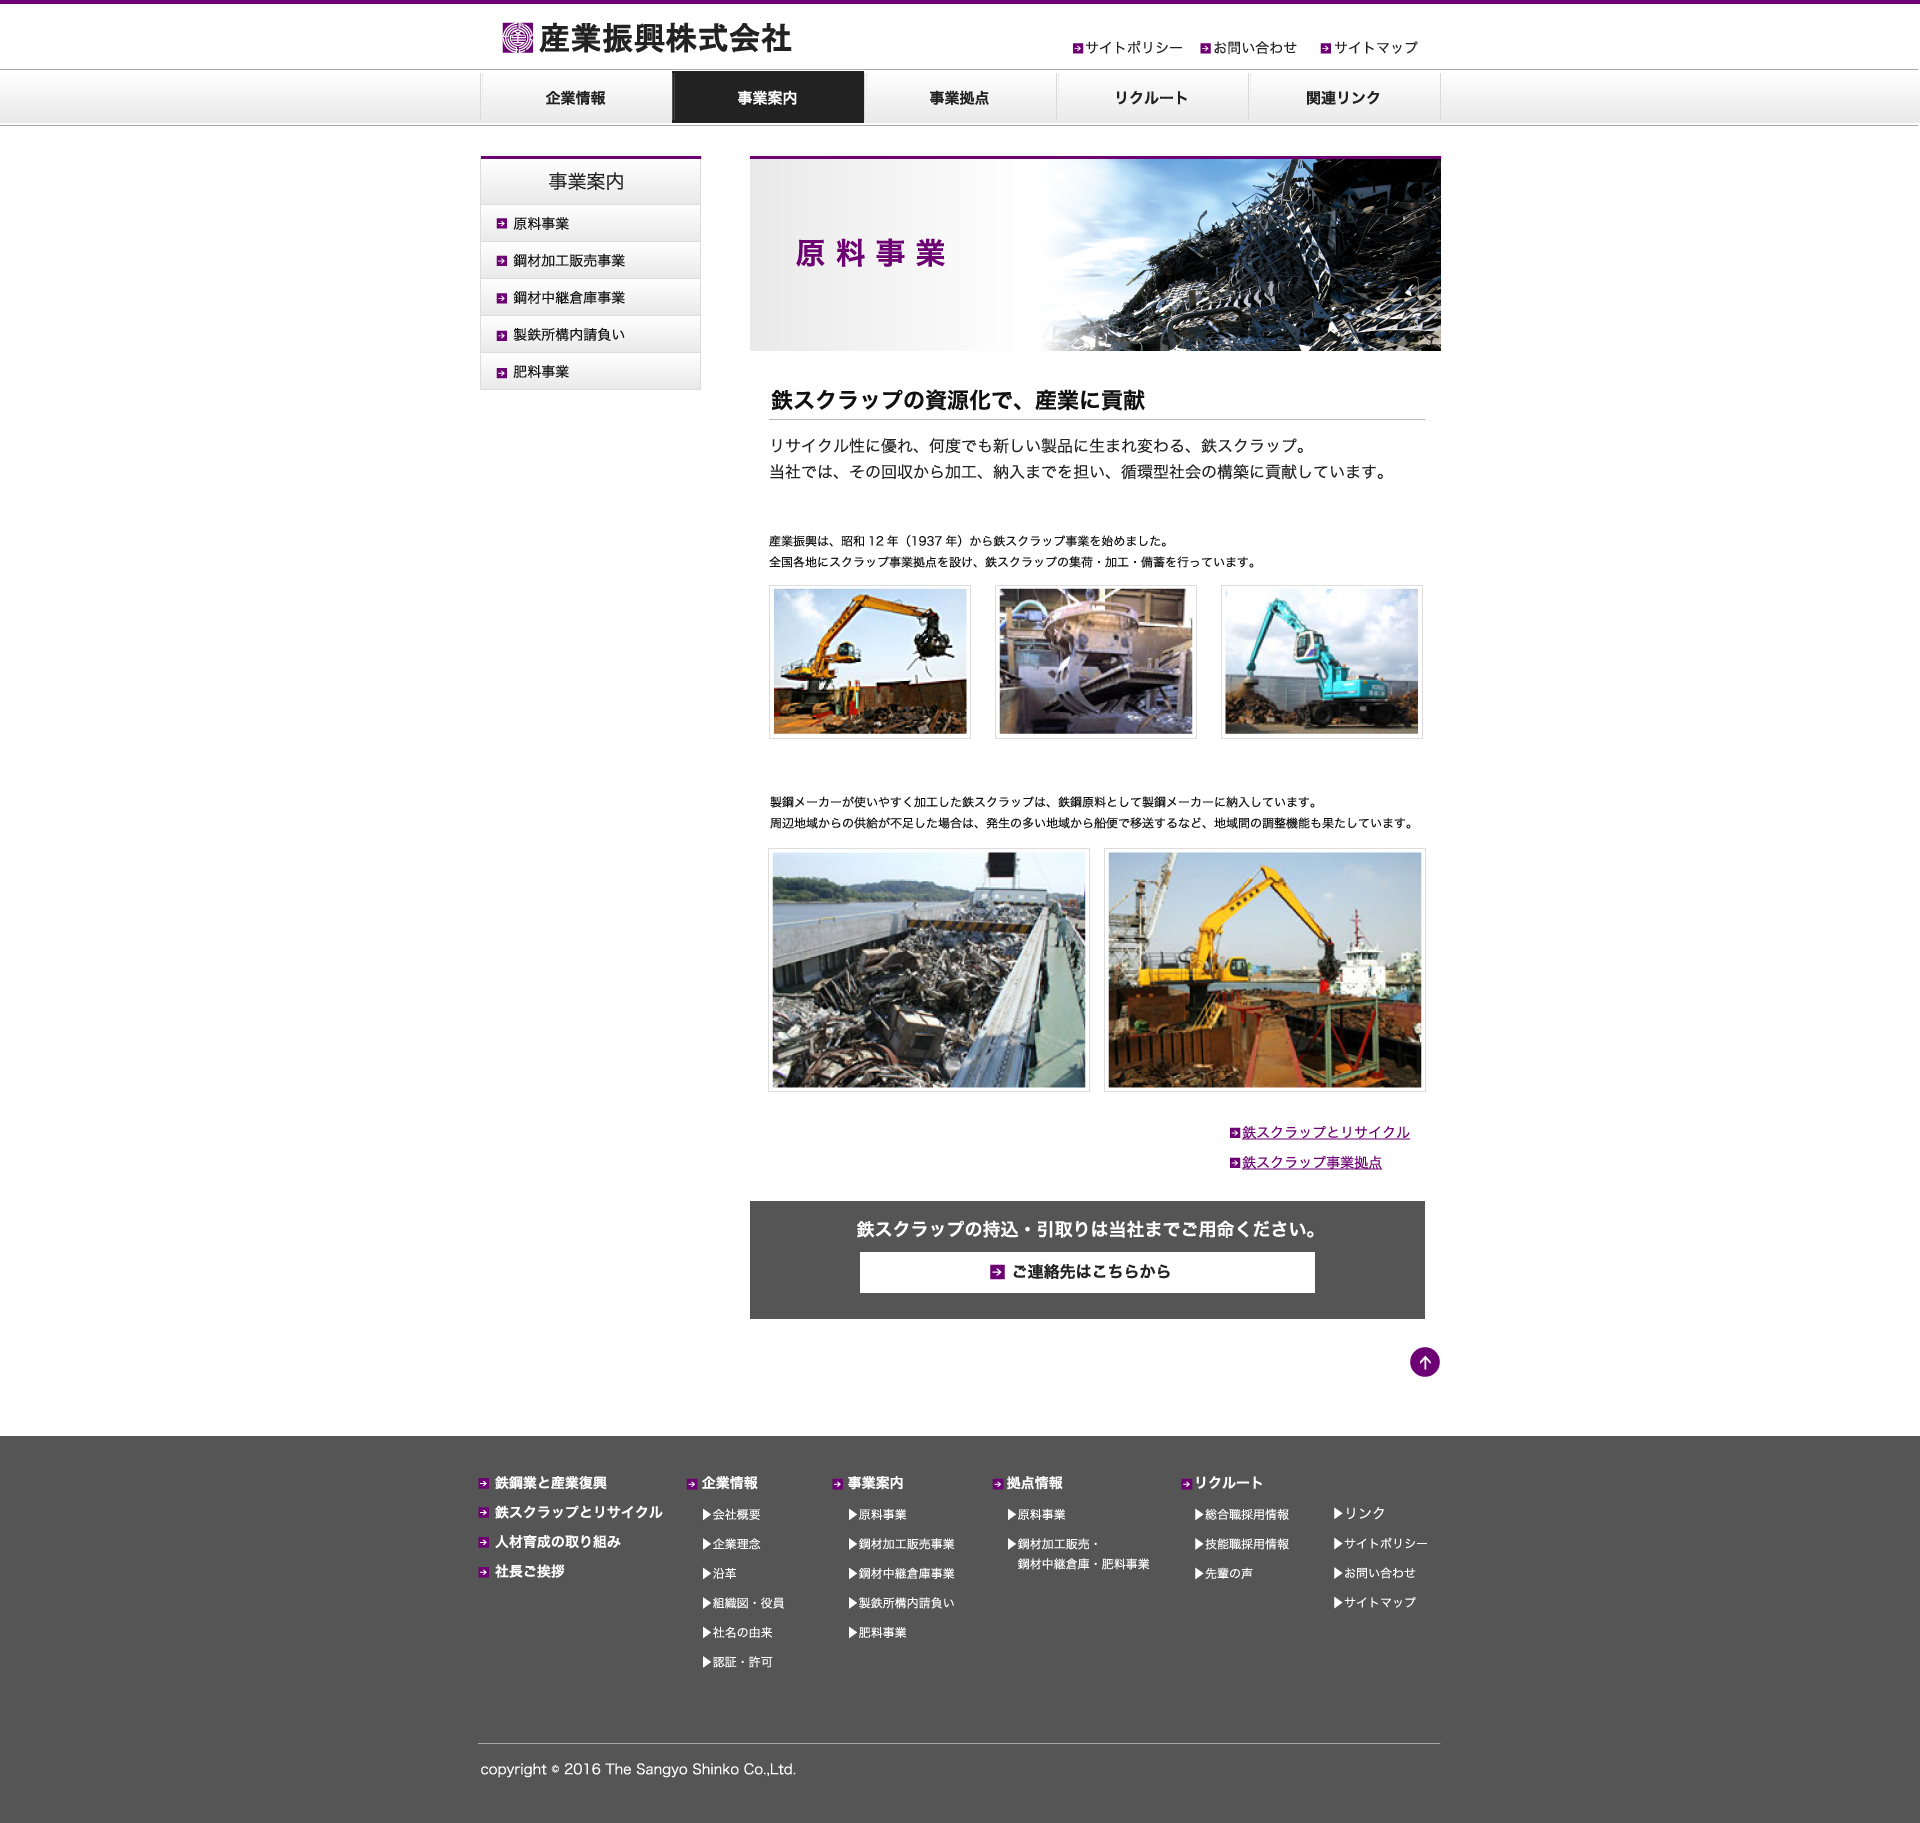 産業振興株式会社
サイトポリシー お問い合わせ サイトマップ
企業情報 事業案内 事業拠点 リクルート 関連リンク
事業案内
原料事業
鋼材加工販売事業
鋼材中継倉庫事業
製鉄所構内請負い
肥料事業
原料事業
鉄スクラップの資源化で、産業に貢献
リサイクル性に優れ、何度でも新しい製品に生まれ変わる、鉄スクラップ。
当社では、その回収から加工、納入までを担い、循環型社会の構築に貢献しています。
産業振興は、昭和 12 年（1937 年）から鉄スクラップ事業を始めました。
全国各地にスクラップ事業拠点を設け、鉄スクラップの集荷・加工・備蓄を行っています。
製鋼メーカーが使いやすく加工した鉄スクラップは、鉄鋼原料として製鋼メーカーに納入しています。
周辺地域からの供給が不足した場合は、発生の多い地域から船便で移送するなど、地域間の調整機能も果たしています。
鉄スクラップとリサイクル
鉄スクラップ事業拠点
鉄スクラップの持込・引取りは当社までご用命ください。
ご連絡先はこちらから
鉄鋼業と産業復興
鉄スクラップとリサイクル
人材育成の取り組み
社長ご挨拶
企業情報
▶会社概要
▶企業理念
▶沿革
▶組織図・役員
▶社名の由来
▶認証・許可
事業案内
▶原料事業
▶鋼材加工販売事業
▶鋼材中継倉庫事業
▶製鉄所構内請負い
▶肥料事業
拠点情報
▶原料事業
▶鋼材加工販売・
鋼材中継倉庫・肥料事業
リクルート
▶総合職採用情報
▶技能職採用情報
▶先輩の声
▶リンク
▶サイトポリシー
▶お問い合わせ
▶サイトマップ
copyright © 2016 The Sangyo Shinko Co.,Ltd.